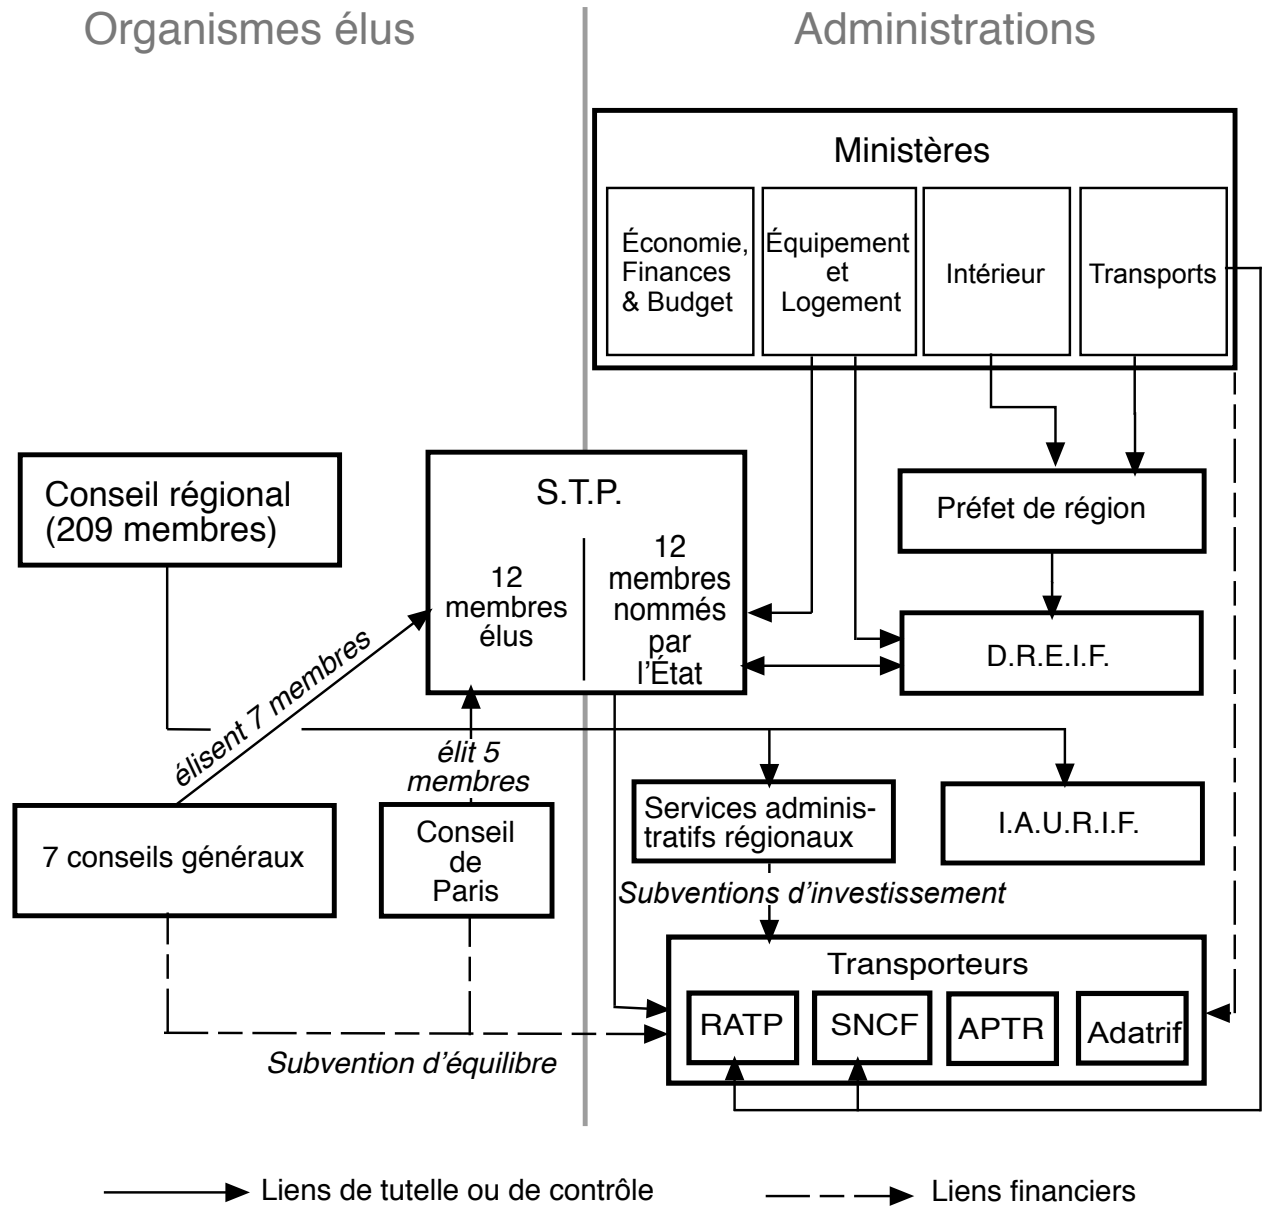 Organismes élus
Administrations
Ministères
Économie,
Finances
& Budget
Équipement
et
Logement
Intérieur
Transports
Conseil régional
(209 membres)
S.T.P.
12
membres
élus
12
membres
nommés
par
l'État
Préfet de région
D.R.E.I.F.
élisent 7 membres
élit 5
membres
7 conseils généraux
Conseil
de
Paris
Services adminis-
tratifs régionaux
I.A.U.R.I.F.
Subventions d'investissement
Transporteurs
RATP
SNCF
APTR
Adatrif
Subvention d'équilibre
Liens de tutelle ou de contrôle
Liens financiers